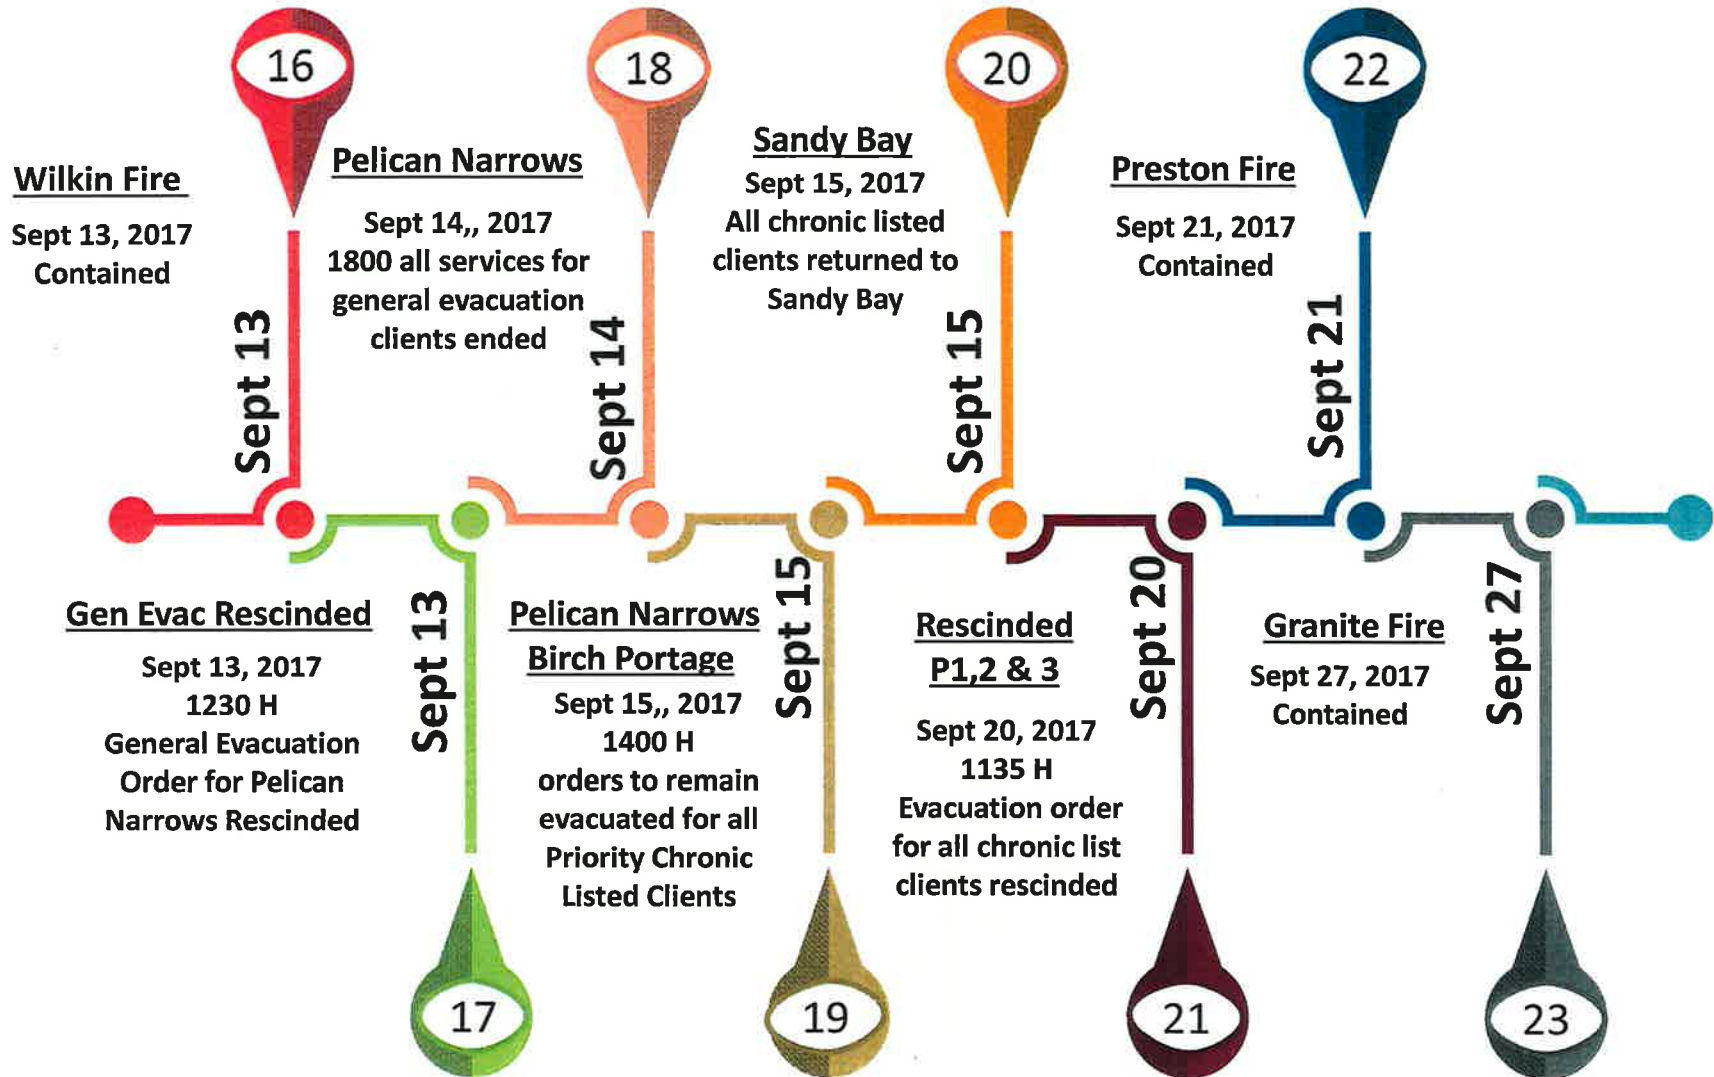 16
Wilkin Fire
Sept 13, 2017
Contained
Sept 13
17
Gen Evac Rescinded
Sept 13, 2017
1230 H
General Evacuation
Order for Pelican
Narrows Rescinded
Sept 13
18
Pelican Narrows
Sept 14,, 2017
1800 all services for
general evacuation
clients ended
Sept 14
19
Pelican Narrows
Birch Portage
Sept 15,, 2017
1400 H
orders to remain
evacuated for all
Priority Chronic
Listed Clients
Sept 15
20
Sandy Bay
Sept 15, 2017
All chronic listed
clients returned to
Sandy Bay
Sept 15
21
Rescinded
P1,2 & 3
Sept 20, 2017
1135 H
Evacuation order
for all chronic list
clients rescinded
Sept 20
22
Preston Fire
Sept 21, 2017
Contained
Sept 21
23
Granite Fire
Sept 27, 2017
Contained
Sept 27